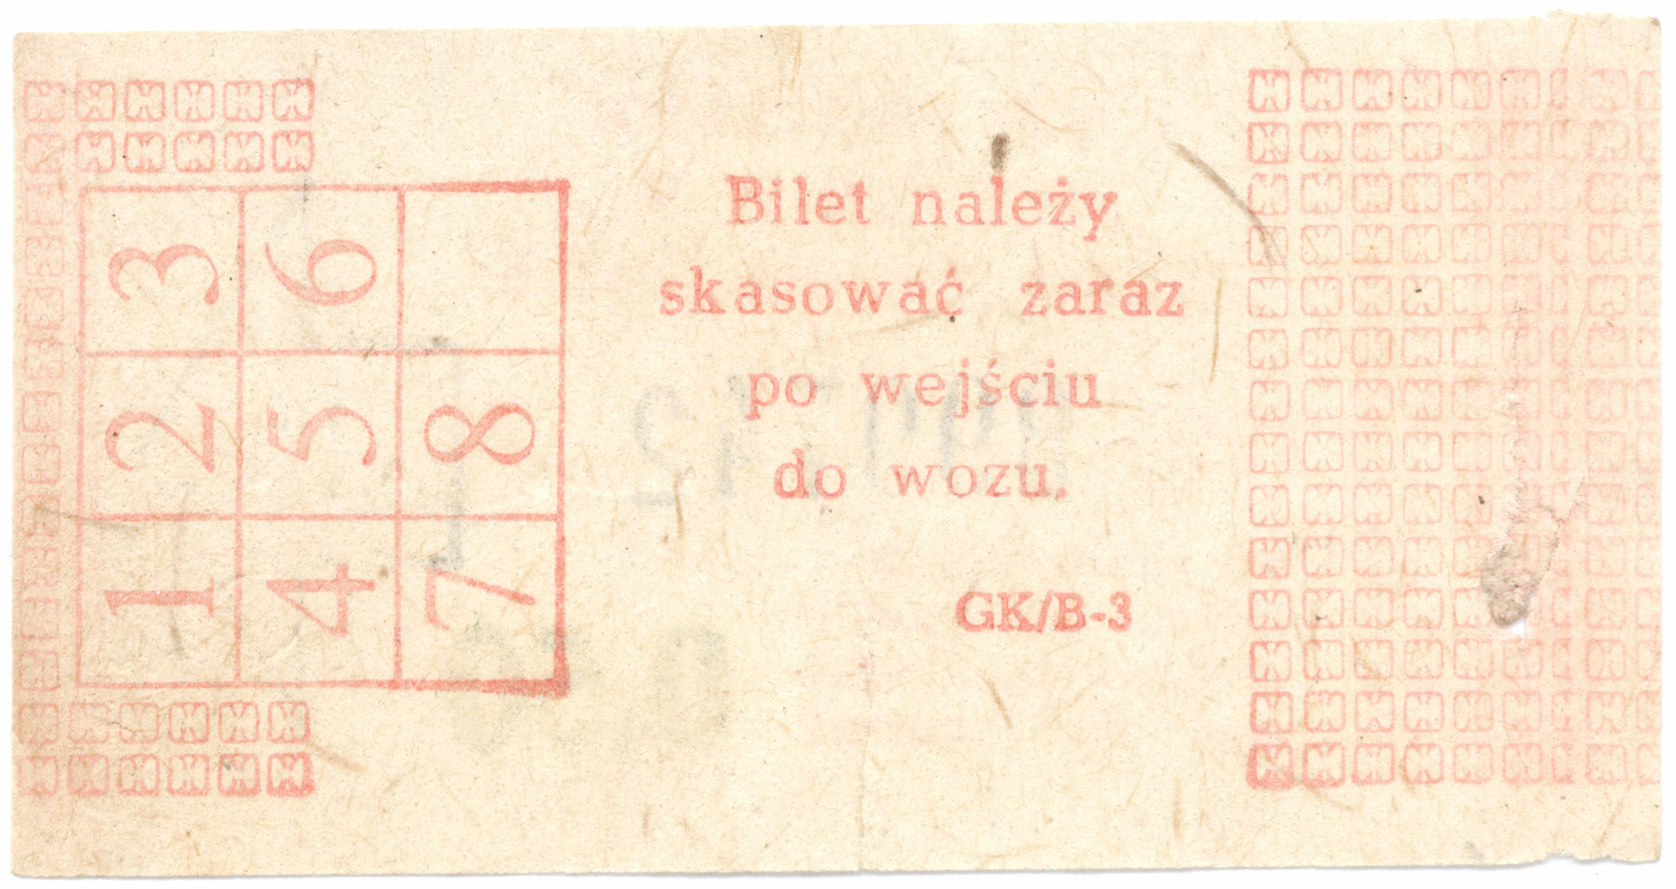 3 6
2 5 8
1 4 7
Bilet należy
skasować zaraz
po wejściu
do wozu.
GK/B-3